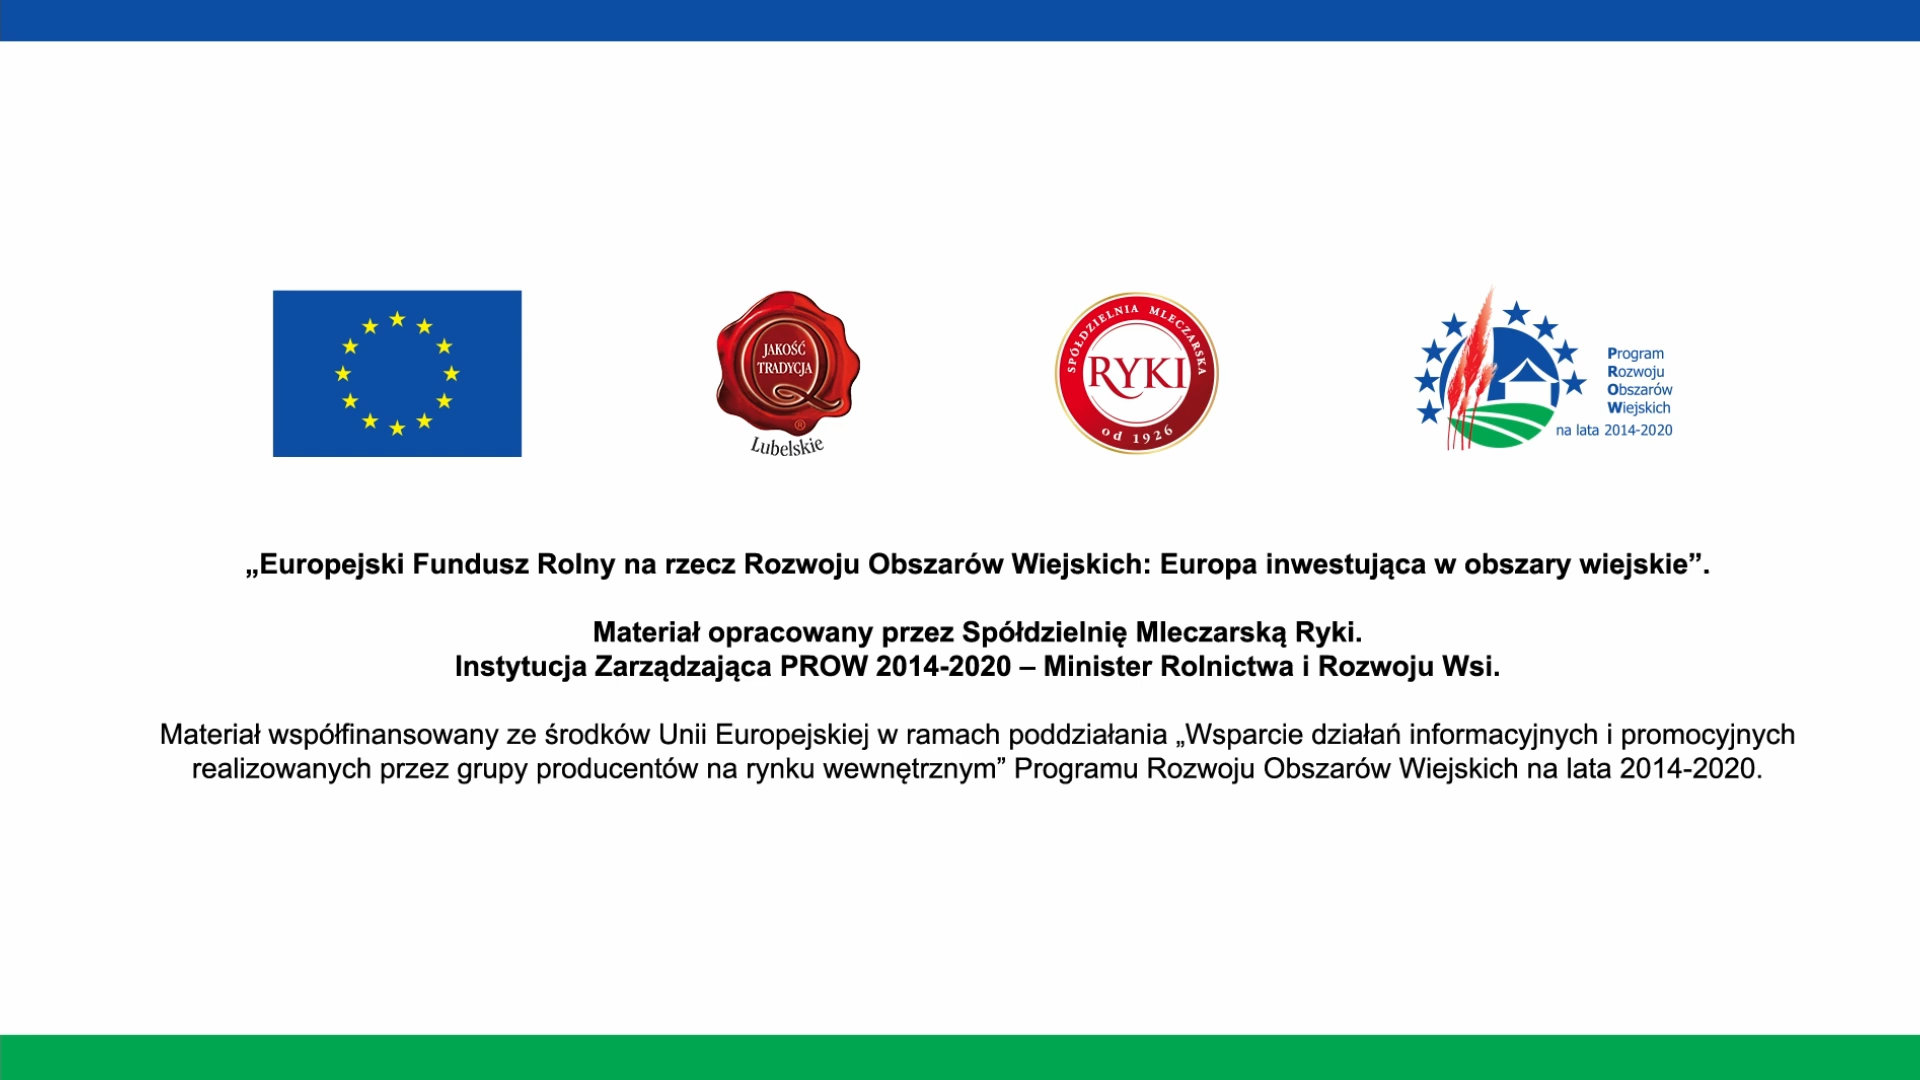 JAKOŚĆ
TRADYCJA
Q
®
Lubelskie
SPÓŁDZIELNIA MLECZARSKA
RYKI
od 1926
Program
Rozwoju
Obszarów
Wiejskich
na lata 2014-2020
„Europejski Fundusz Rolny na rzecz Rozwoju Obszarów Wiejskich: Europa inwestująca w obszary wiejskie”.
Materiał opracowany przez Spółdzielnię Mleczarską Ryki.
Instytucja Zarządzająca PROW 2014-2020 – Minister Rolnictwa i Rozwoju Wsi.
Materiał współfinansowany ze środków Unii Europejskiej w ramach poddziałania „Wsparcie działań informacyjnych i promocyjnych
realizowanych przez grupy producentów na rynku wewnętrznym” Programu Rozwoju Obszarów Wiejskich na lata 2014-2020.